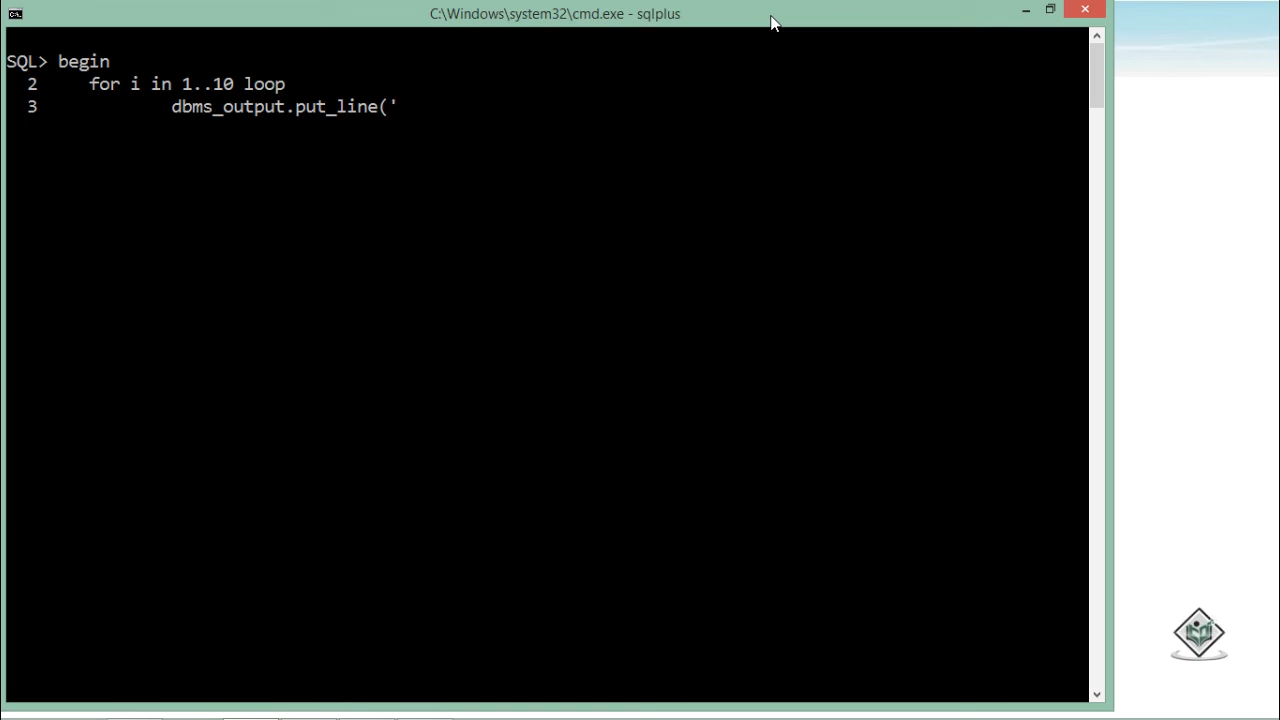 C:\Windows\system32\cmd.exe - sqlplus
SQL> begin
2 for i in 1..10 loop
3 dbms_output.put_line('